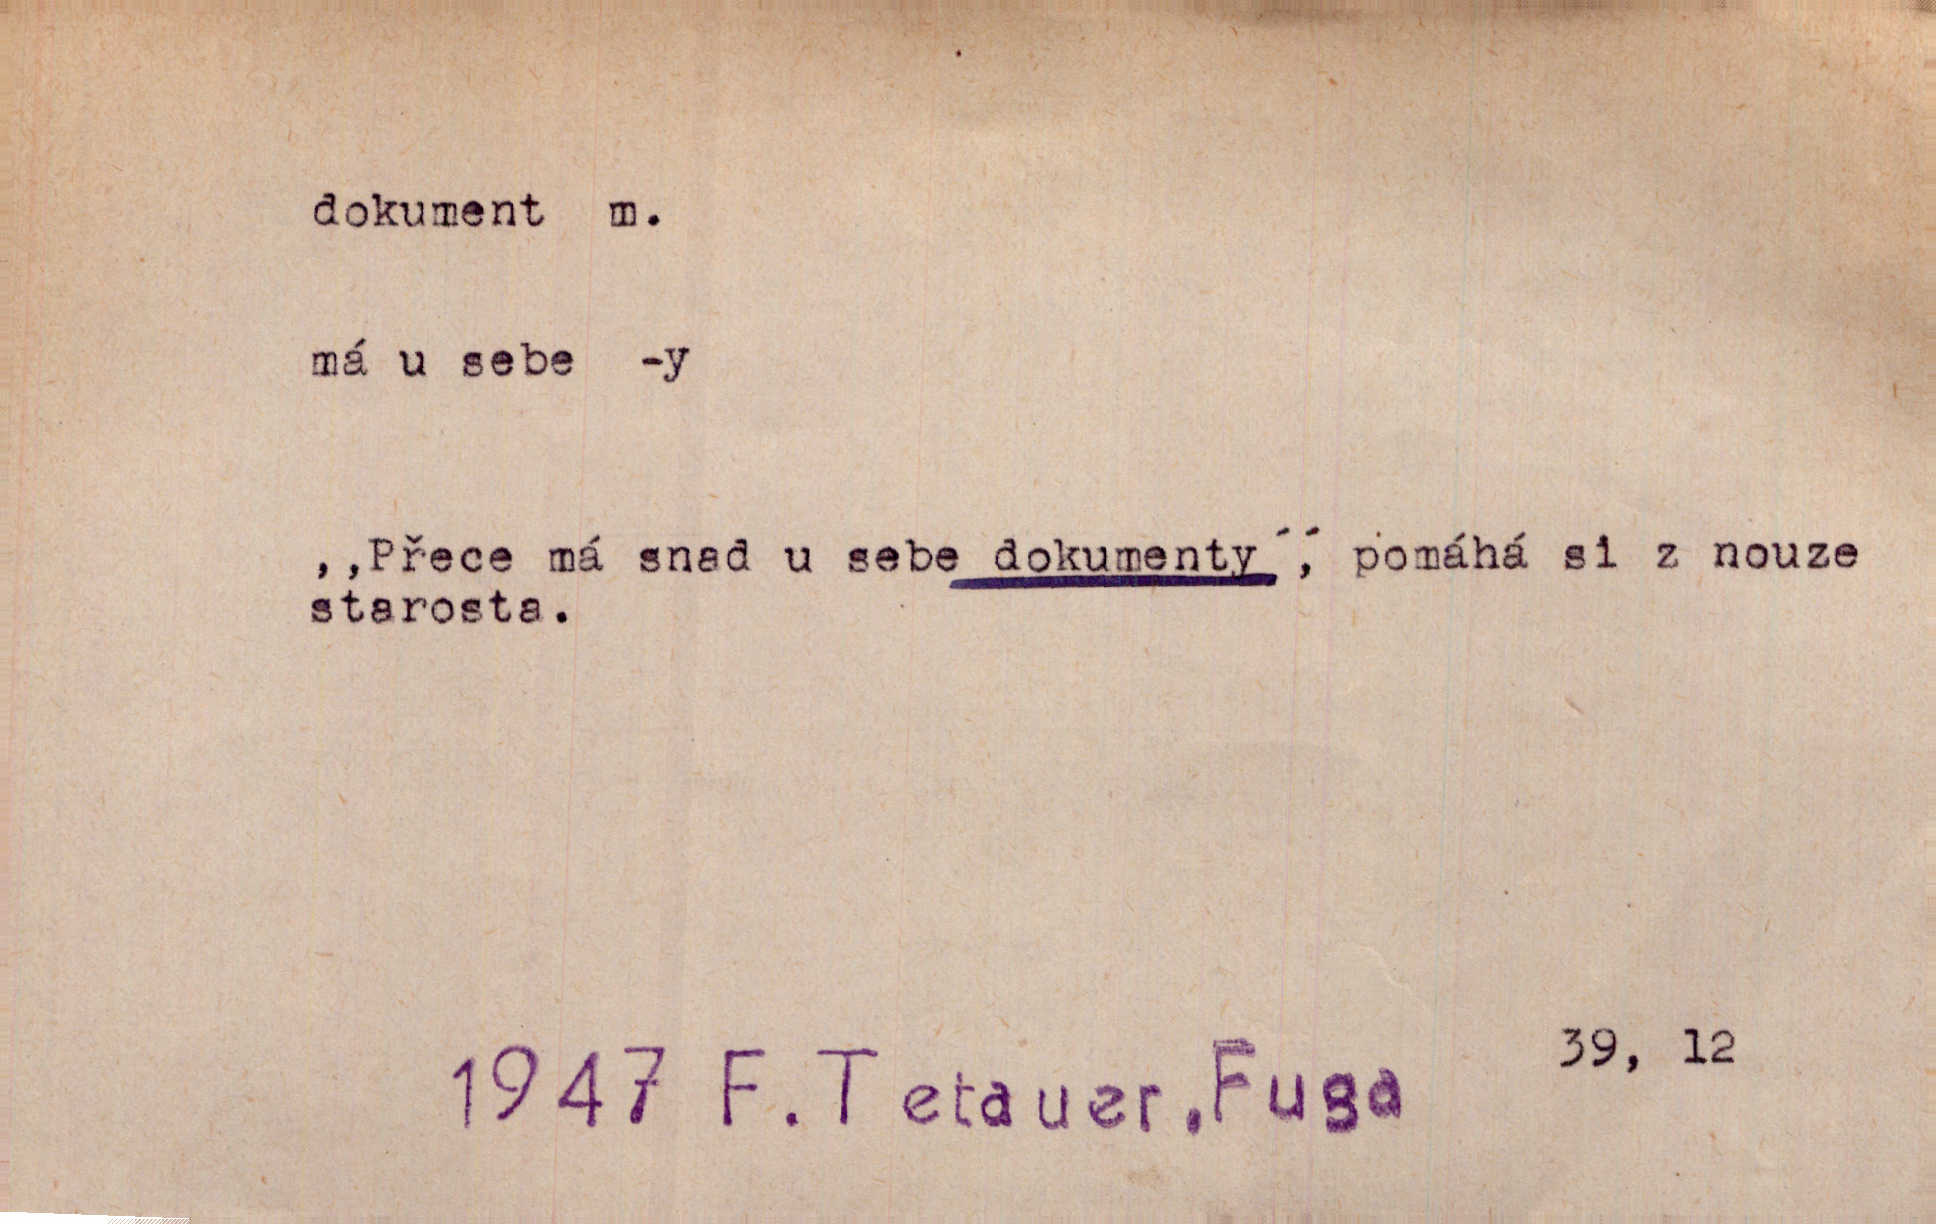 dokument m.
má u sebe -y
,,Přece má snad u sebe dokumenty´´, pomáhá si z nouze
starosta.
39, 12
1947 F. Tetauer, Fuga